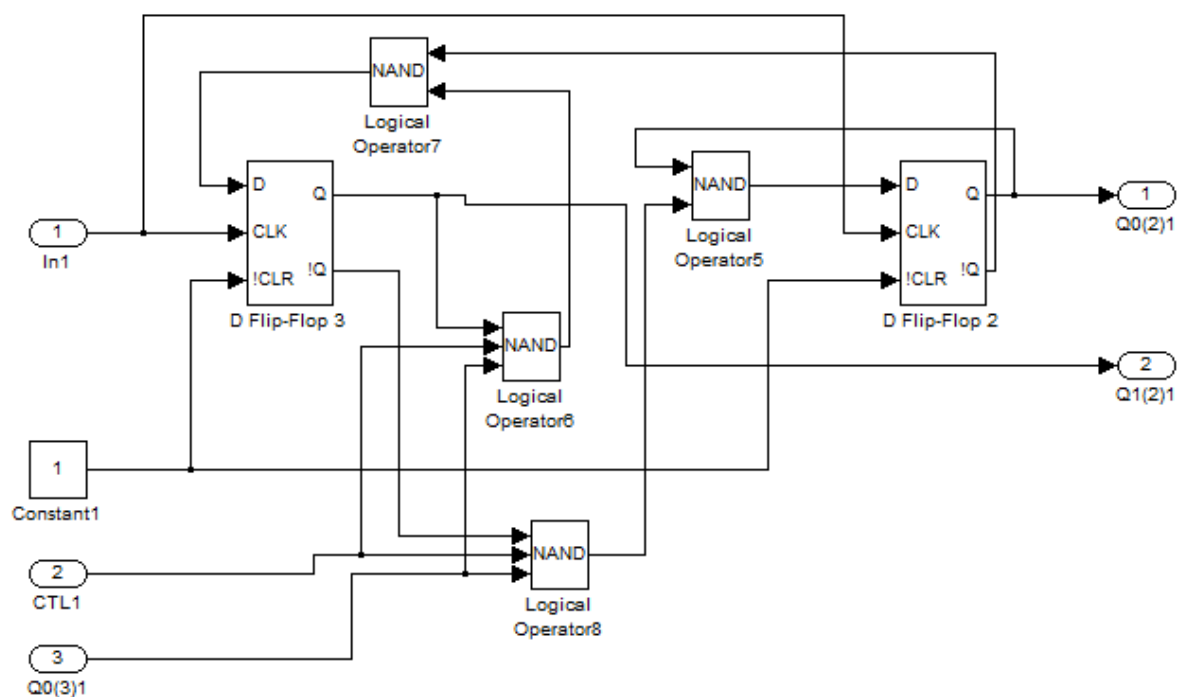 NAND
Logical
Operator7
NAND
Logical
Operator5
D
CLK
!CLR
Q
!Q
D Flip-Flop 3
D
CLK
!CLR
Q
!Q
D Flip-Flop 2
1
In1
1
Q0(2)1
NAND
Logical
Operator6
2
Q1(2)1
1
Constant1
NAND
Logical
Operator8
2
CTL1
3
Q0(3)1